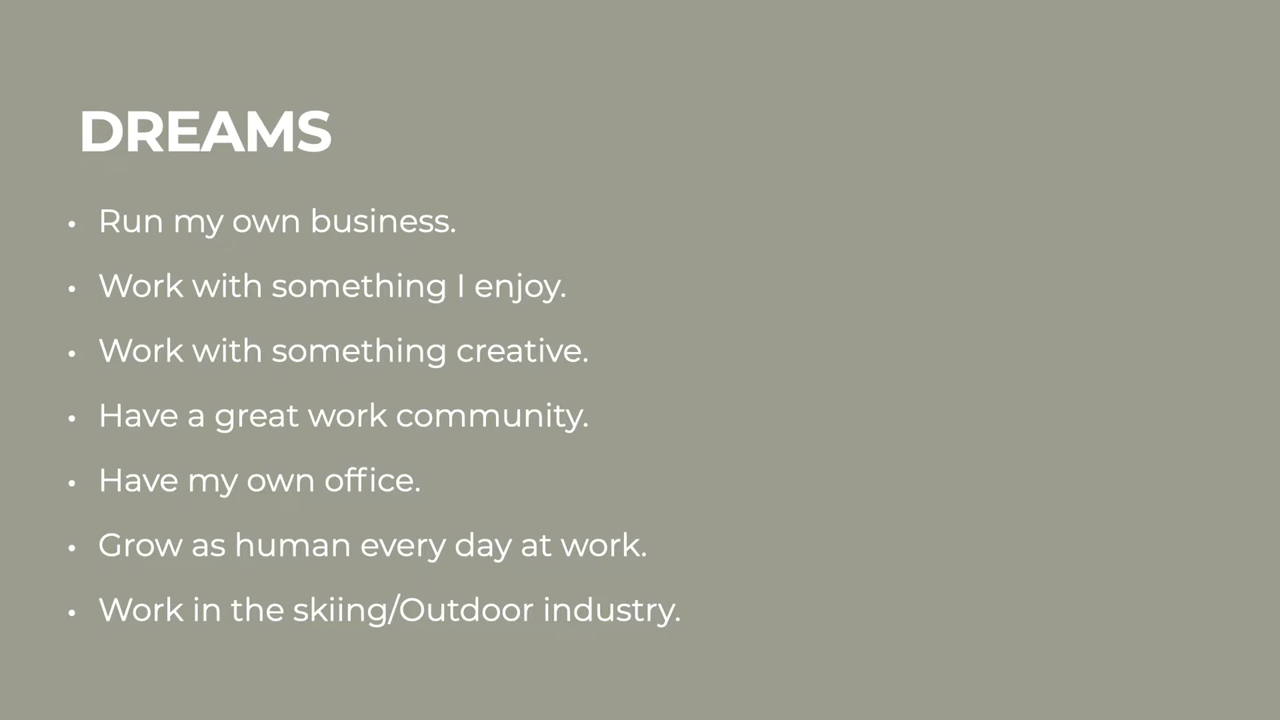 DREAMS
• Run my own business.
• Work with something I enjoy.
• Work with something creative.
• Have a great work community.
• Have my own office.
• Grow as human every day at work.
• Work in the skiing/Outdoor industry.